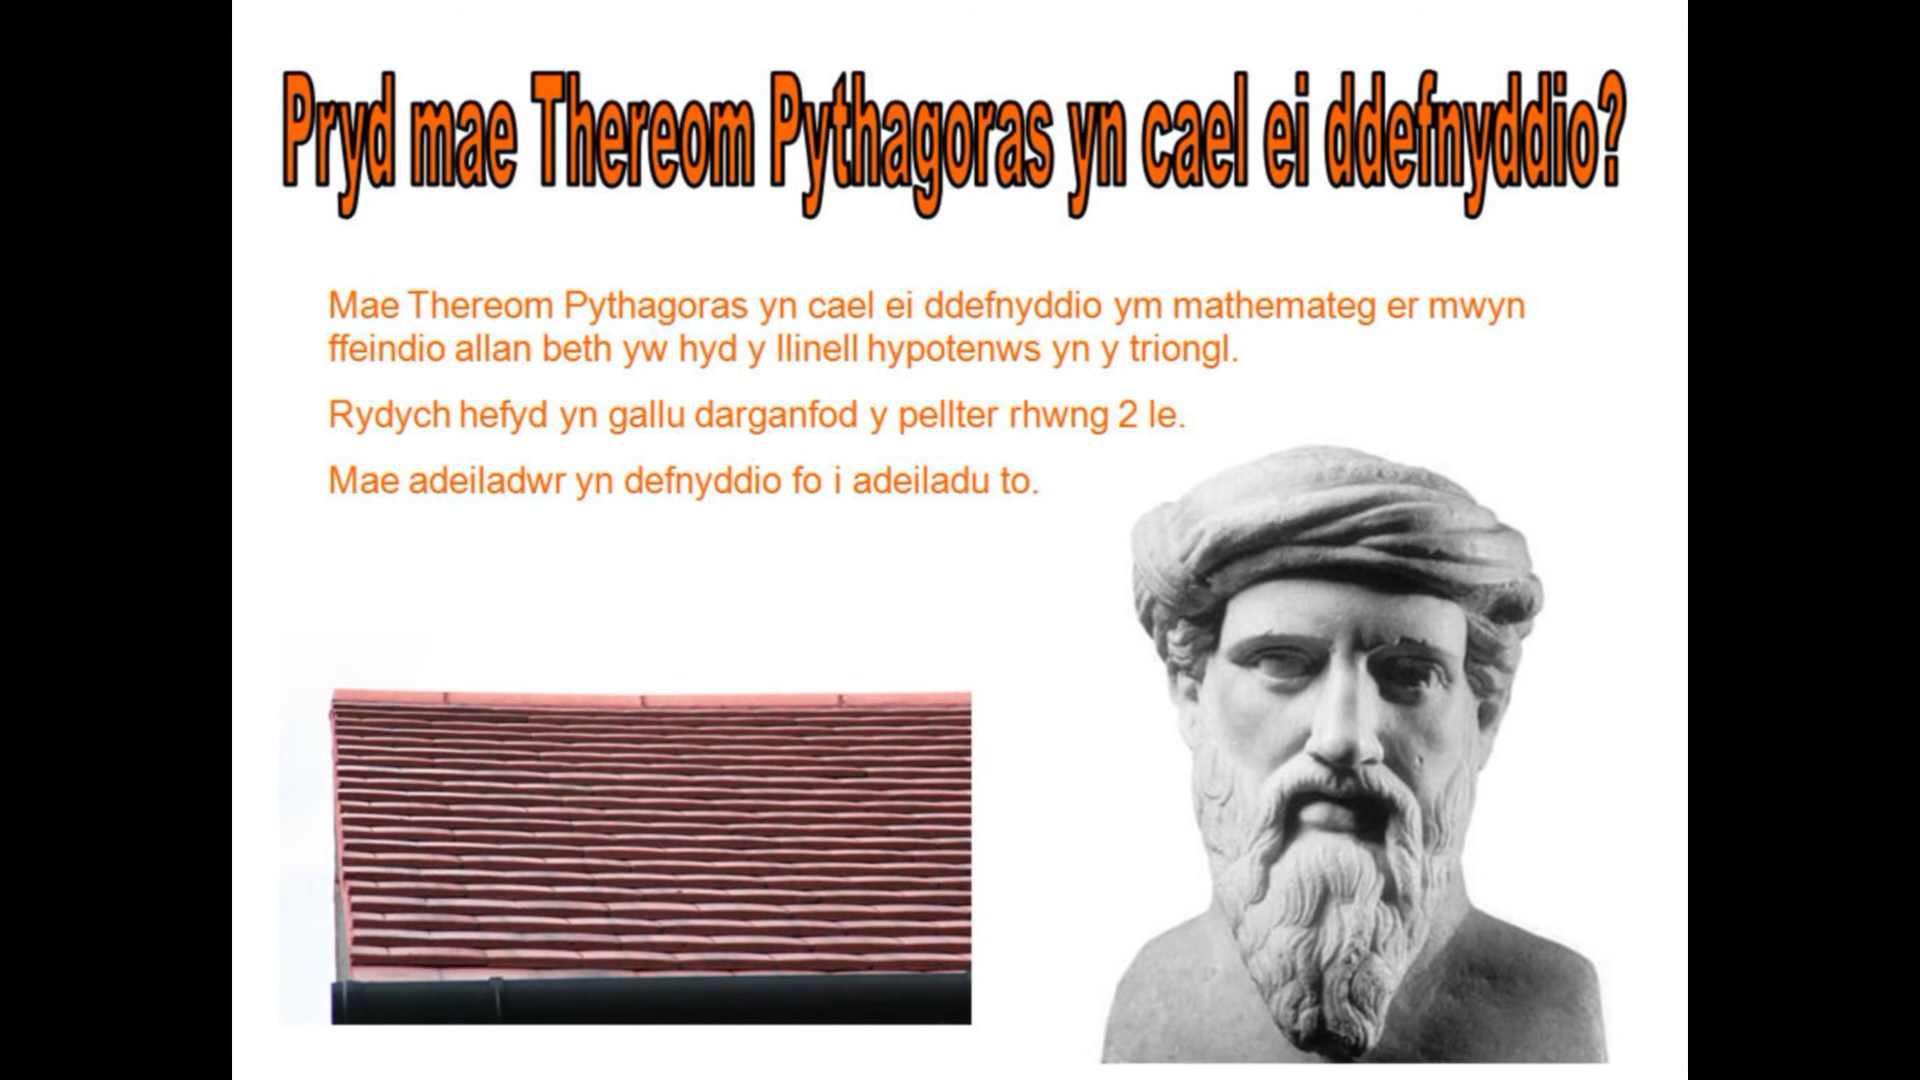 Pryd mae Thereom Pythagoras yn cael ei ddefnyddio?
Mae Thereom Pythagoras yn cael ei ddefnyddio ym mathemateg er mwyn
ffeindio allan beth yw hyd y llinell hypotenws yn y triongl.
Rydych hefyd yn gallu darganfod y pellter rhwng 2 le.
Mae adeiladwr yn defnyddio fo i adeiladu to.